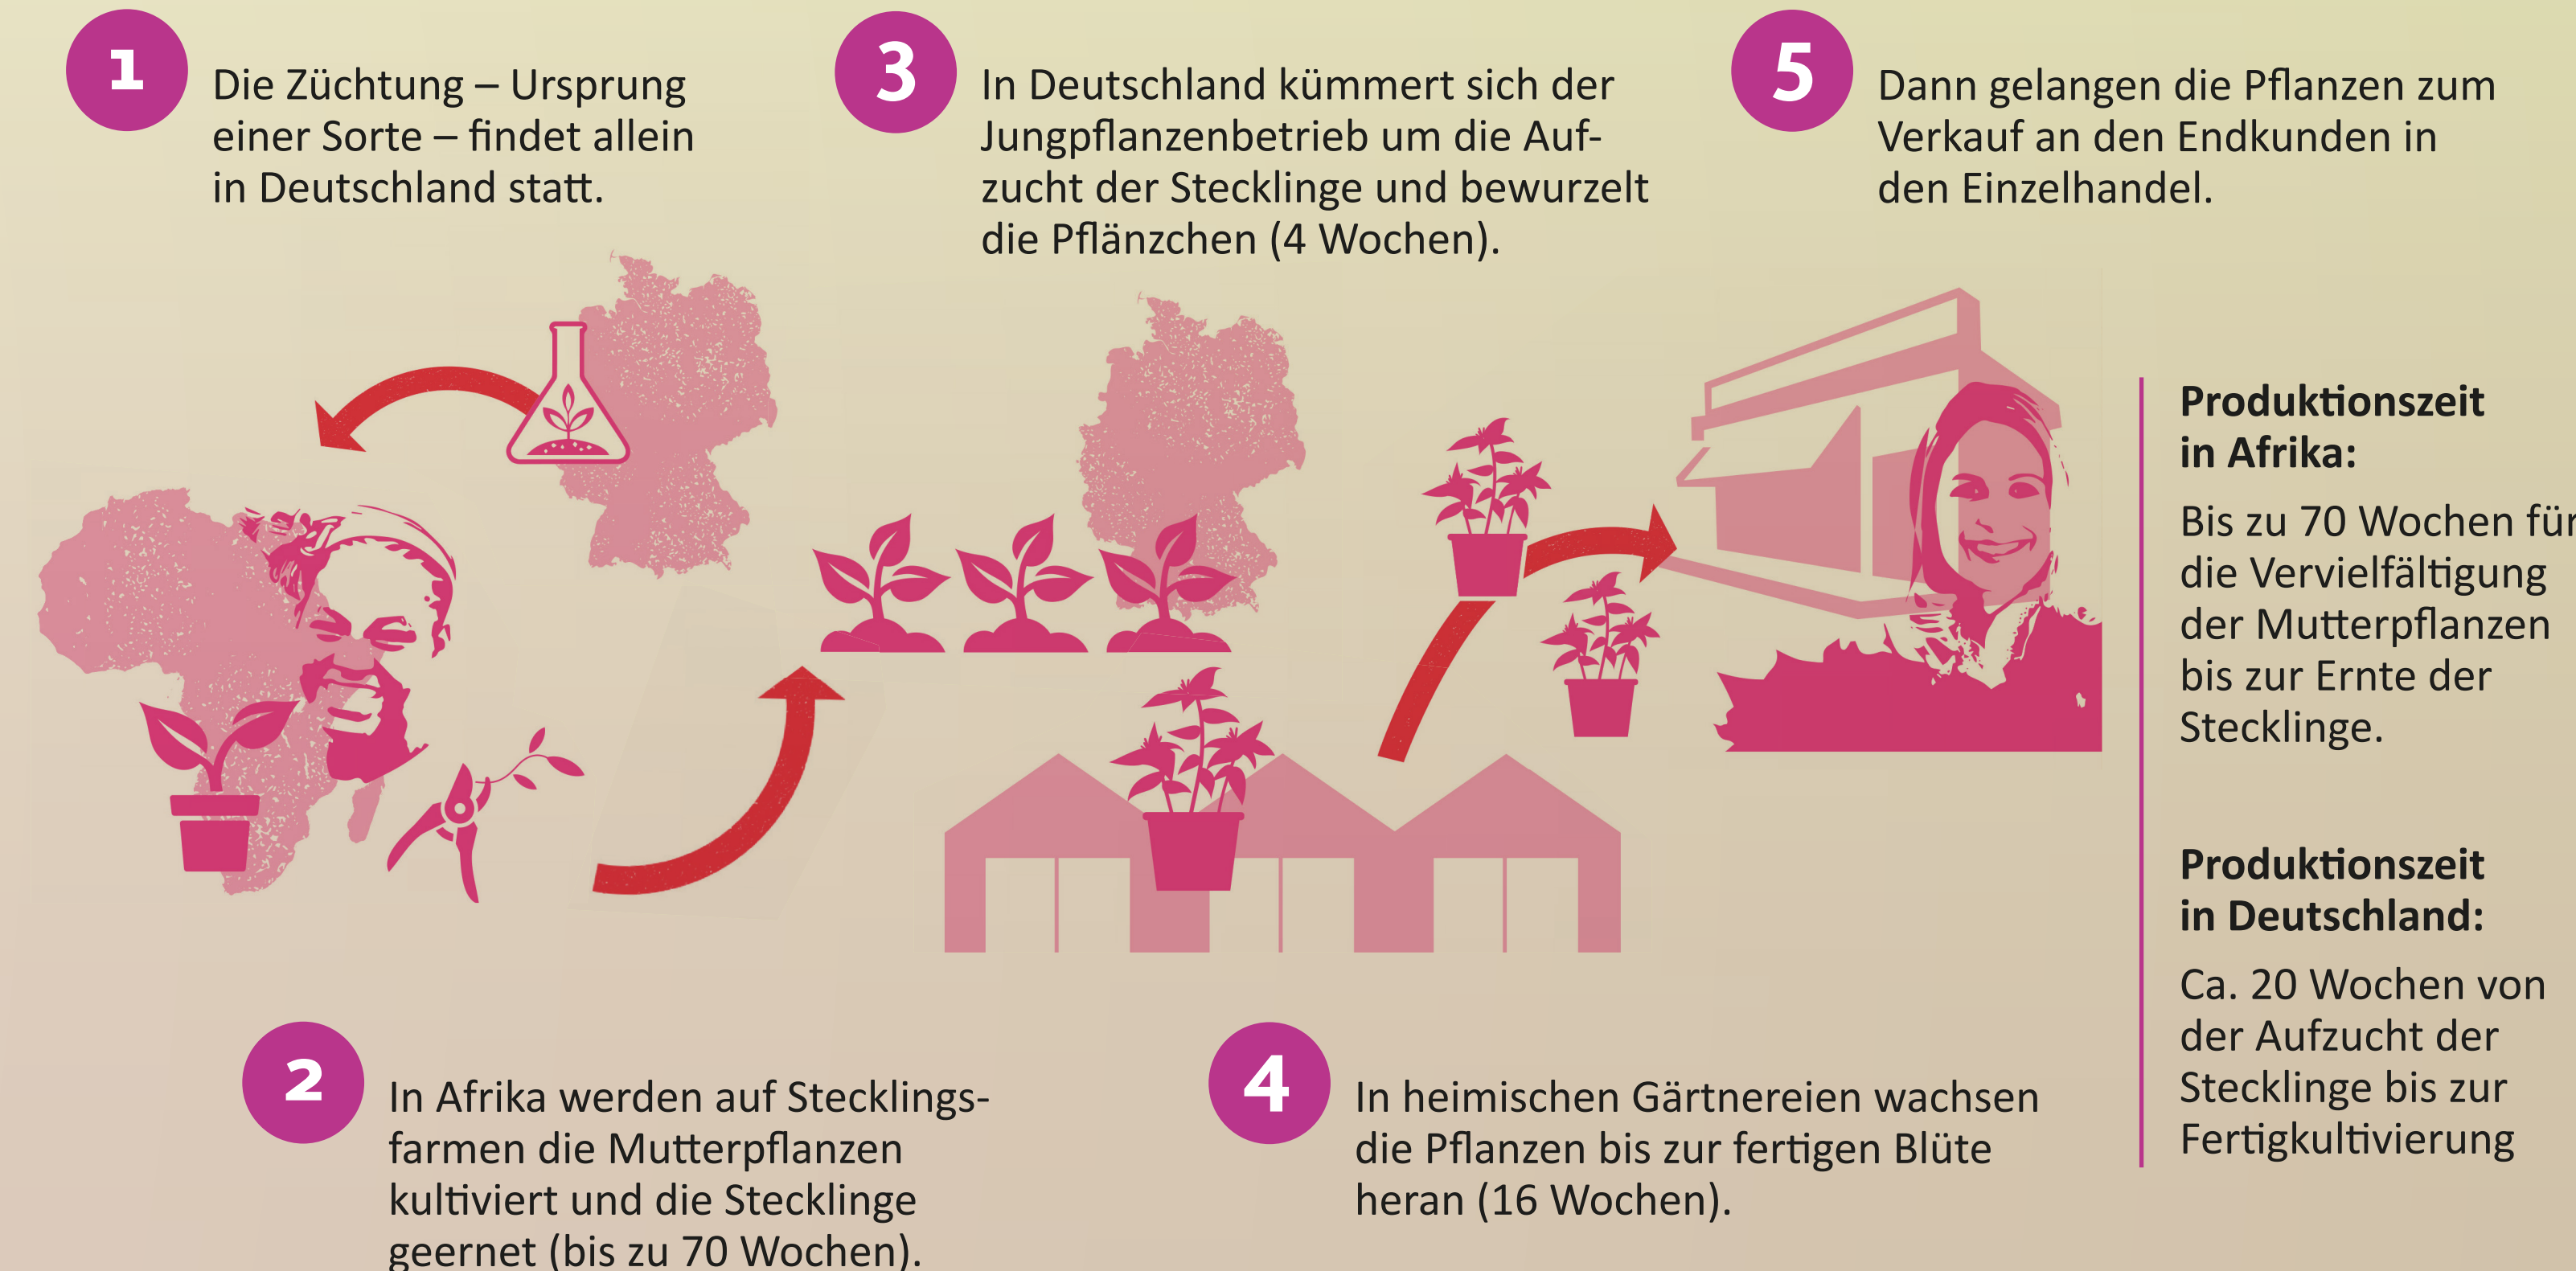 1
Die Züchtung – Ursprung
einer Sorte – findet allein
in Deutschland statt.
2
In Afrika werden auf Stecklings-
farmen die Mutterpflanzen
kultiviert und die Stecklinge
geernet (bis zu 70 Wochen).
3
In Deutschland kümmert sich der
Jungpflanzenbetrieb um die Auf-
zucht der Stecklinge und bewurzelt
die Pflänzchen (4 Wochen).
4
In heimischen Gärtnereien wachsen
die Pflanzen bis zur fertigen Blüte
heran (16 Wochen).
5
Dann gelangen die Pflanzen zum
Verkauf an den Endkunden in
den Einzelhandel.
Produktionszeit
in Afrika:
Bis zu 70 Wochen für
die Vervielfältigung
der Mutterpflanzen
bis zur Ernte der
Stecklinge.
Produktionszeit
in Deutschland:
Ca. 20 Wochen von
der Aufzucht der
Stecklinge bis zur
Fertigkultivierung